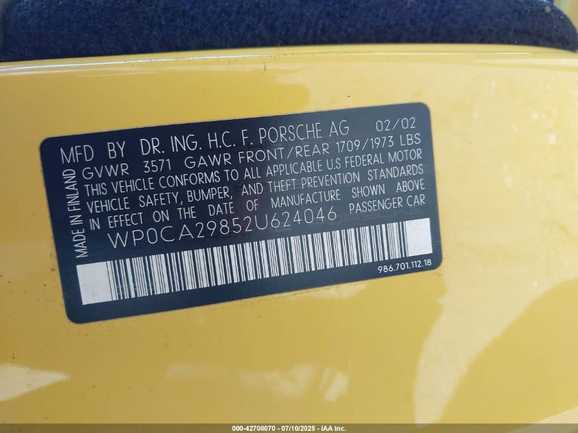 MFD BY DR. ING. H.C. F. PORSCHE AG 02/02
GVWR 3571 GAWR FRONT/REAR 1709/1973 LBS
THIS VEHICLE CONFORMS TO ALL APPLICABLE U.S FEDERAL MOTOR
VEHICLE SAFETY, BUMPER, AND THEFT PREVENTION STANDARDS
IN EFFECT ON THE DATE OF MANUFACTURE SHOWN ABOVE
WP0CA29852U624046 PASSENGER CAR
MADE IN FINLAND
986.701.112.18
000-42708070 / 07/10/2025 - IAA Inc.